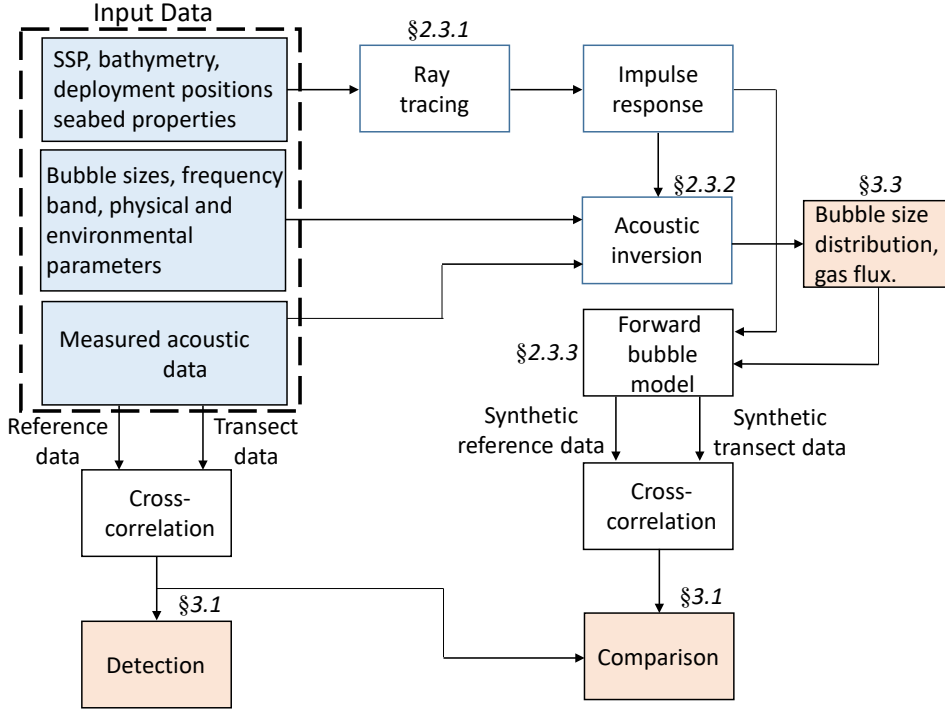 Input Data
SSP, bathymetry,
deployment positions
seabed properties
§2.3.1
Ray
tracing
Impulse
response
Bubble sizes, frequency
band, physical and
environmental
parameters
§2.3.2
Acoustic
inversion
§3.3
Bubble size
distribution,
gas flux.
Measured acoustic
data
§2.3.3
Forward
bubble
model
Reference
data
Transect
data
Synthetic
reference data
Synthetic
transect data
Cross-
correlation
Cross-
correlation
§3.1
Detection
§3.1
Comparison